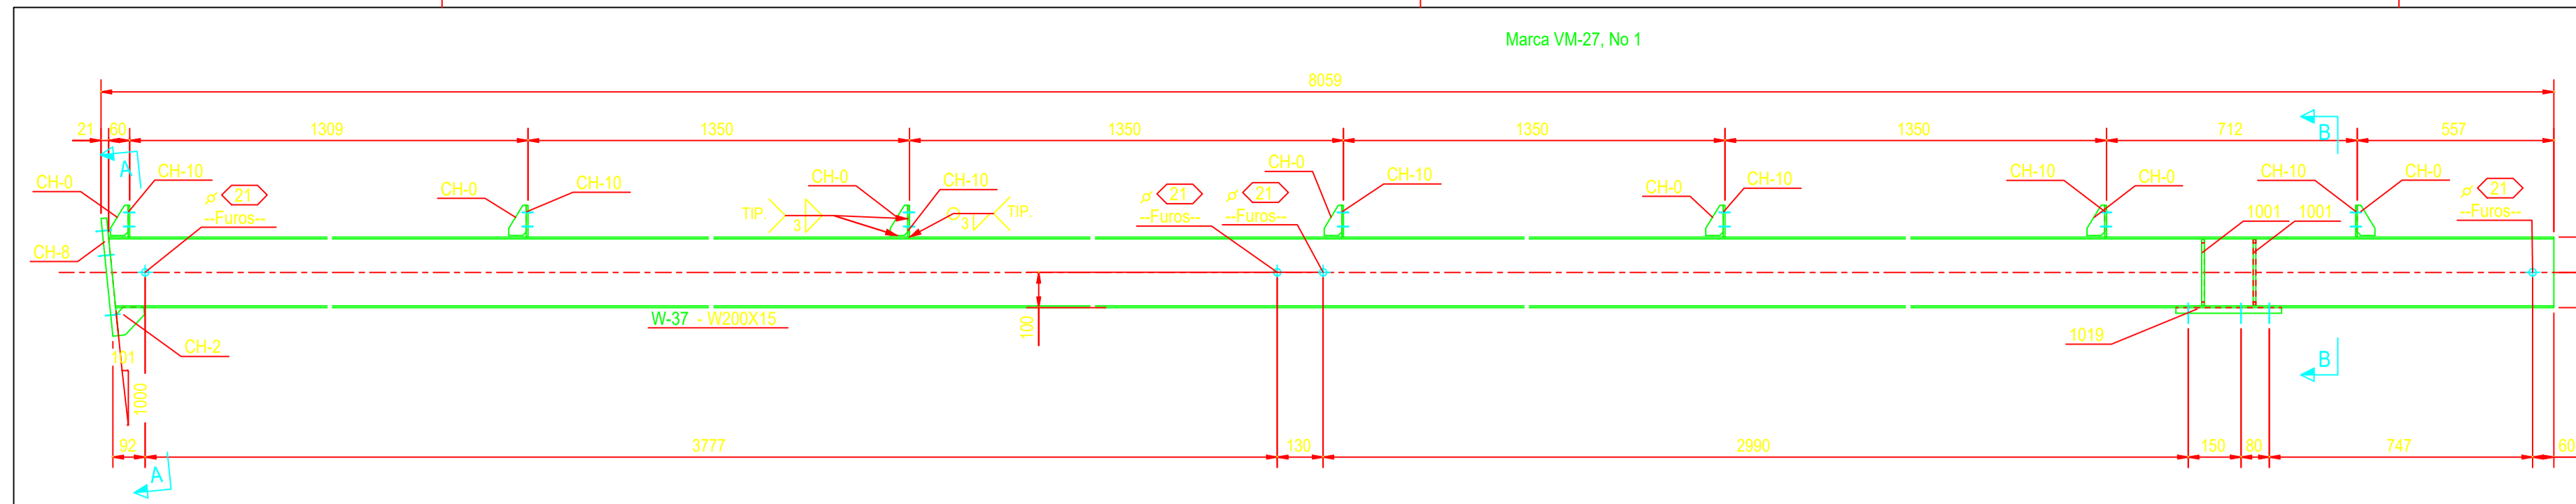 Marca VM-27, No 1
8059
21 60 1309 1350 1350 1350 1350 712 557
A
B
CH-0 CH-10
ø 21
--Furos--
CH-8
CH-0 CH-10
TIP. 3
CH-0 CH-10
3 TIP.
ø 21
--Furos--
ø 21
--Furos--
CH-0 CH-10
CH-0 CH-10
CH-10 CH-0
CH-10 CH-0
1001 1001
ø 21
--Furos--
W-37 - W200X15
100
1019
CH-2
101
1000
B
92 3777 130 2990 150 80 747 60
A